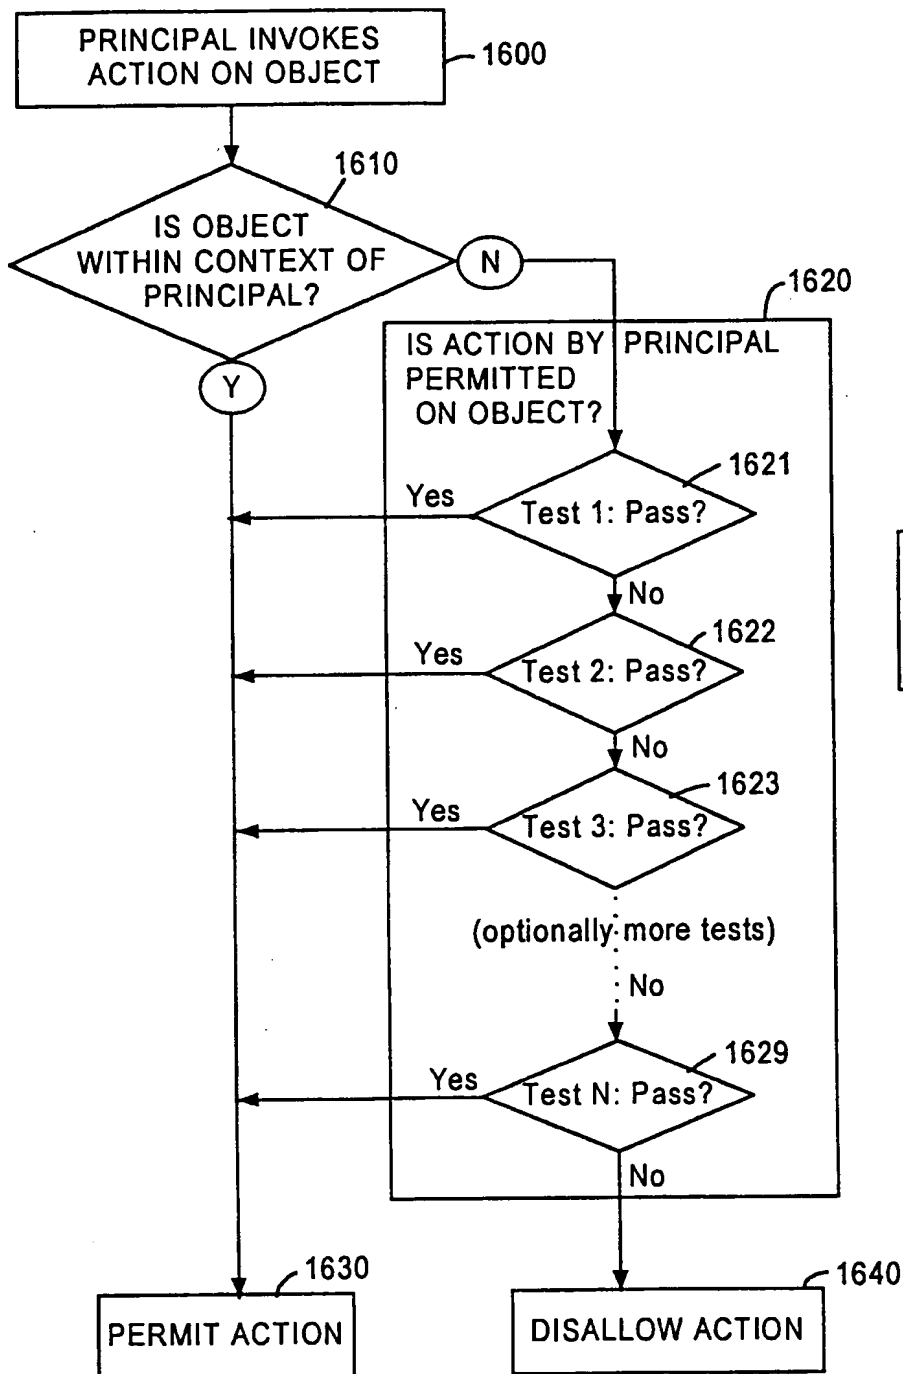 PRINCIPAL INVOKES
ACTION ON OBJECT
1600
1610
IS OBJECT
WITHIN CONTEXT OF
PRINCIPAL?
N
Y
1620
IS ACTION BY PRINCIPAL
PERMITTED
ON OBJECT?
1621
Yes
Test 1: Pass?
No
1622
Yes
Test 2: Pass?
No
1623
Yes
Test 3: Pass?
(optionally more tests)
No
1629
Yes
Test N: Pass?
No
1630
PERMIT ACTION
1640
DISALLOW ACTION